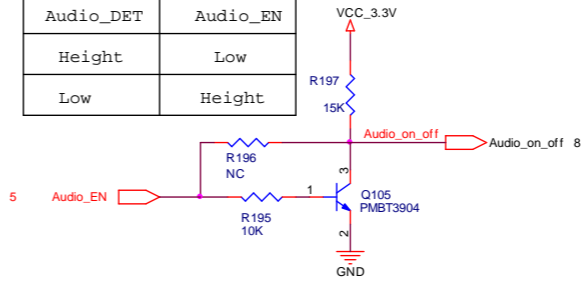 Audio_DET Audio_EN
Height Low
Low Height
VCC_3.3V
R197
15K
Audio_on_off
Audio_on_off 8
R196
NC
5 Audio_EN
R195
10K
1
3
Q105
PMBT3904
2
GND